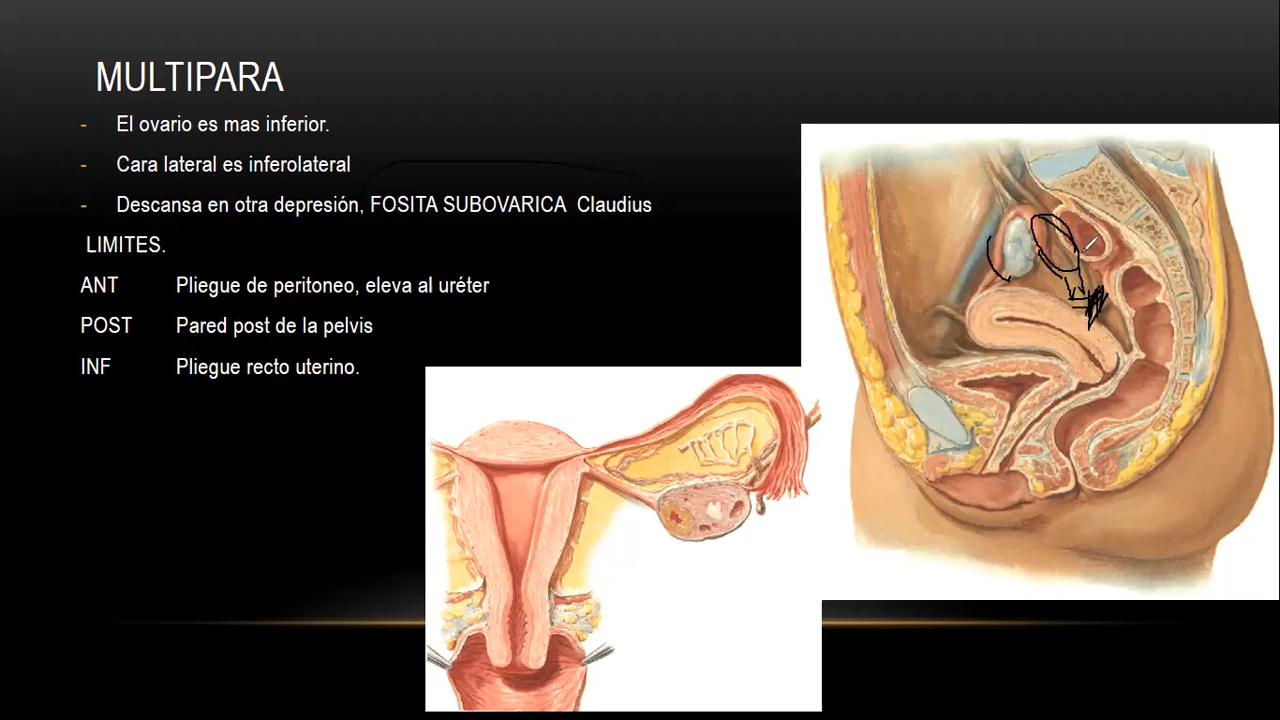 MULTIPARA
- El ovario es mas inferior.
- Cara lateral es inferolateral
- Descansa en otra depresión, FOSITA SUBOVARICA Claudius
LIMITES.
ANT Pliegue de peritoneo, eleva al uréter
POST Pared post de la pelvis
INF Pliegue recto uterino.